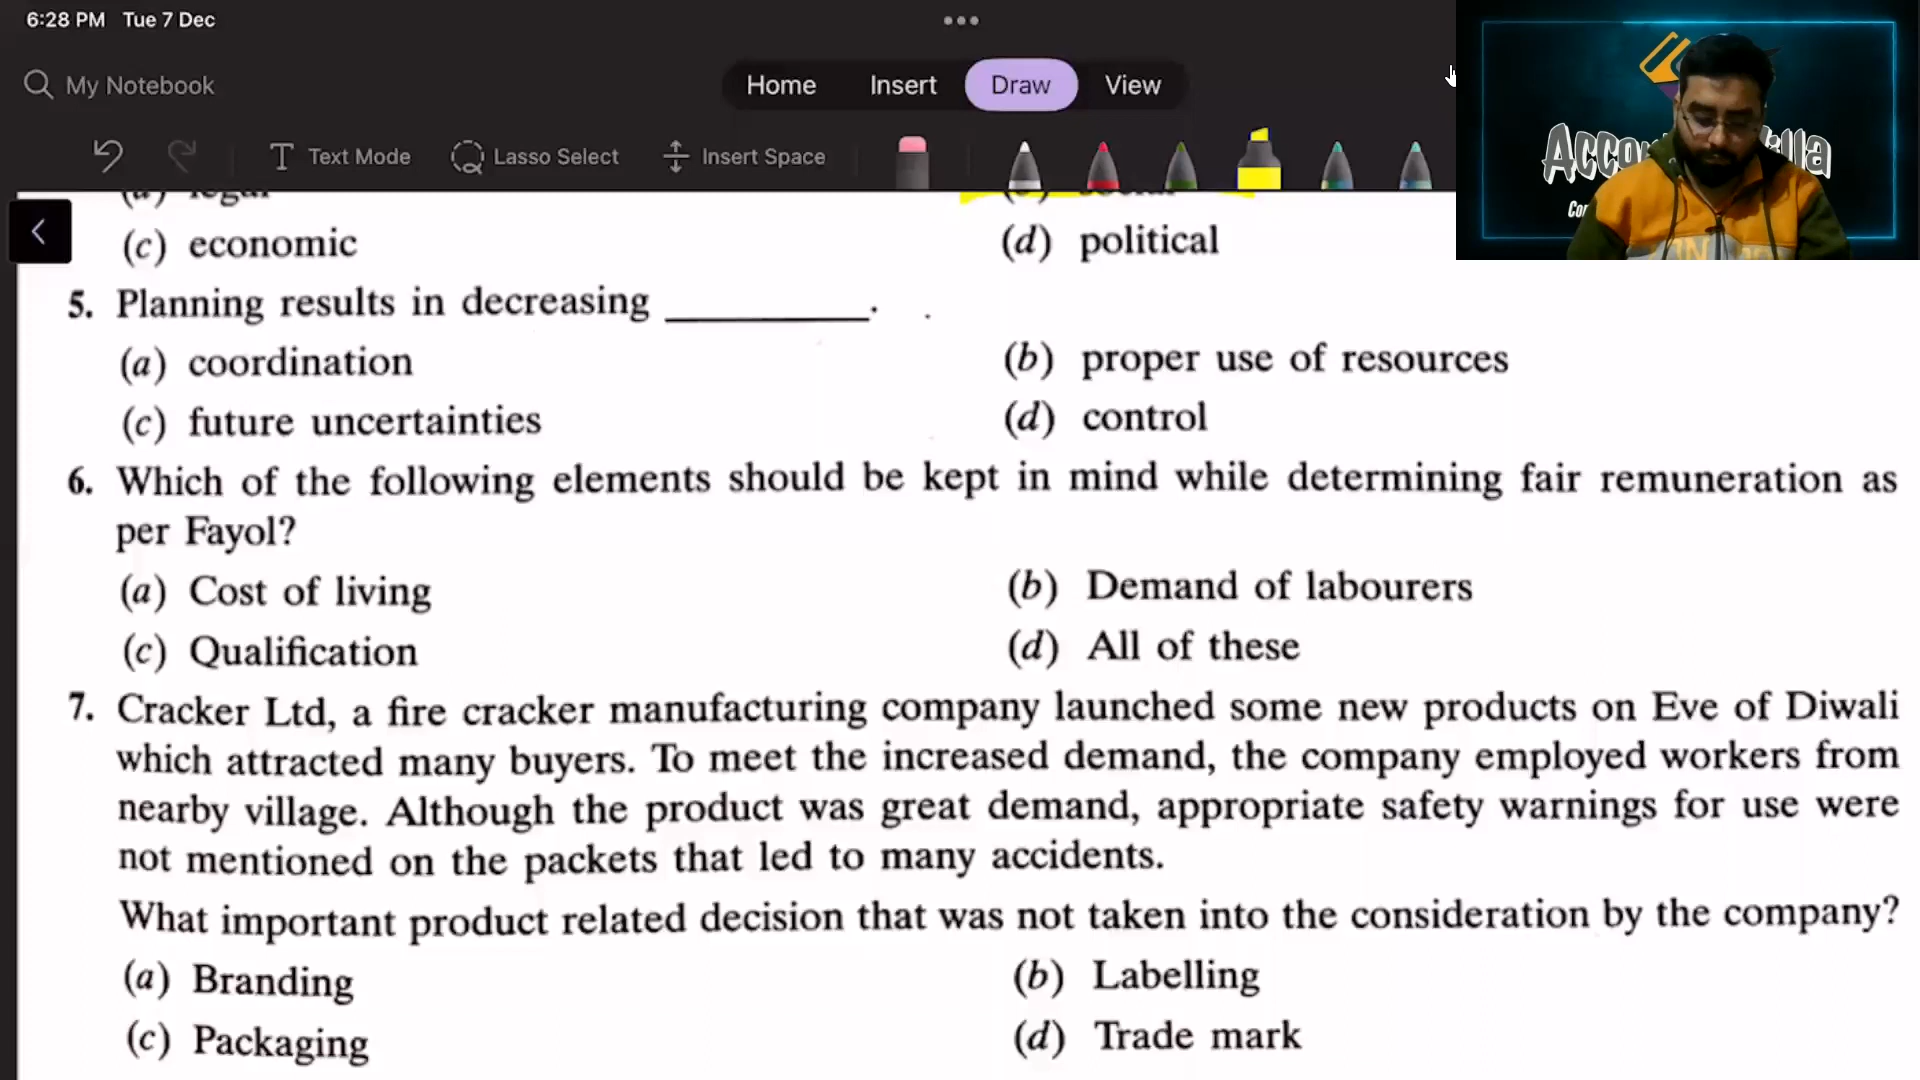 6:28 PM Tue 7 Dec
My Notebook
Home Insert Draw View
Text Mode Lasso Select Insert Space
(a) legal
(c) economic (d) political
5. Planning results in decreasing __________.
(a) coordination (b) proper use of resources
(c) future uncertainties (d) control
6. Which of the following elements should be kept in mind while determining fair remuneration as
per Fayol?
(a) Cost of living (b) Demand of labourers
(c) Qualification (d) All of these
7. Cracker Ltd, a fire cracker manufacturing company launched some new products on Eve of Diwali
which attracted many buyers. To meet the increased demand, the company employed workers from
nearby village. Although the product was great demand, appropriate safety warnings for use were
not mentioned on the packets that led to many accidents.
What important product related decision that was not taken into the consideration by the company?
(a) Branding (b) Labelling
(c) Packaging (d) Trade mark